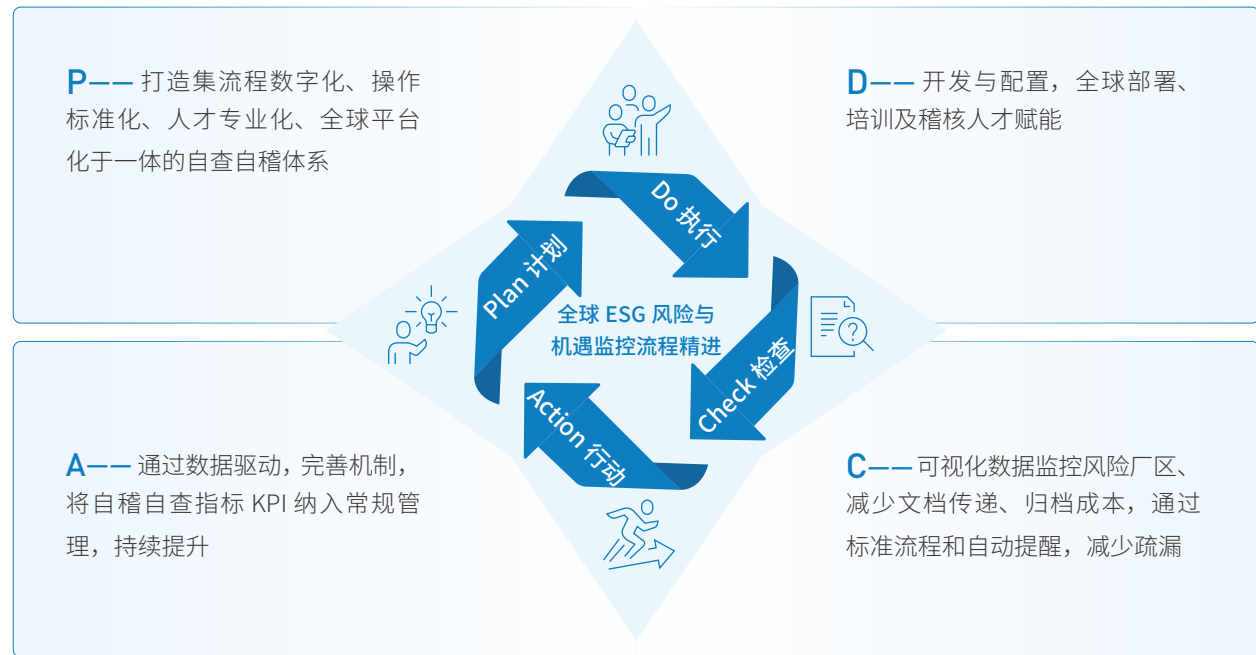 P—— 打造集流程数字化、操作
标准化、人才专业化、全球平台
化于一体的自查自稽体系
D—— 开发与配置，全球部署、
培训及稽核人才赋能
Do 执行
Plan 计划
全球 ESG 风险与
机遇监控流程精进
Check 检查
Action 行动
A—— 通过数据驱动，完善机制，
将自稽自查指标 KPI 纳入常规管
理，持续提升
C—— 可视化数据监控风险厂区、
减少文档传递、归档成本，通过
标准流程和自动提醒，减少疏漏